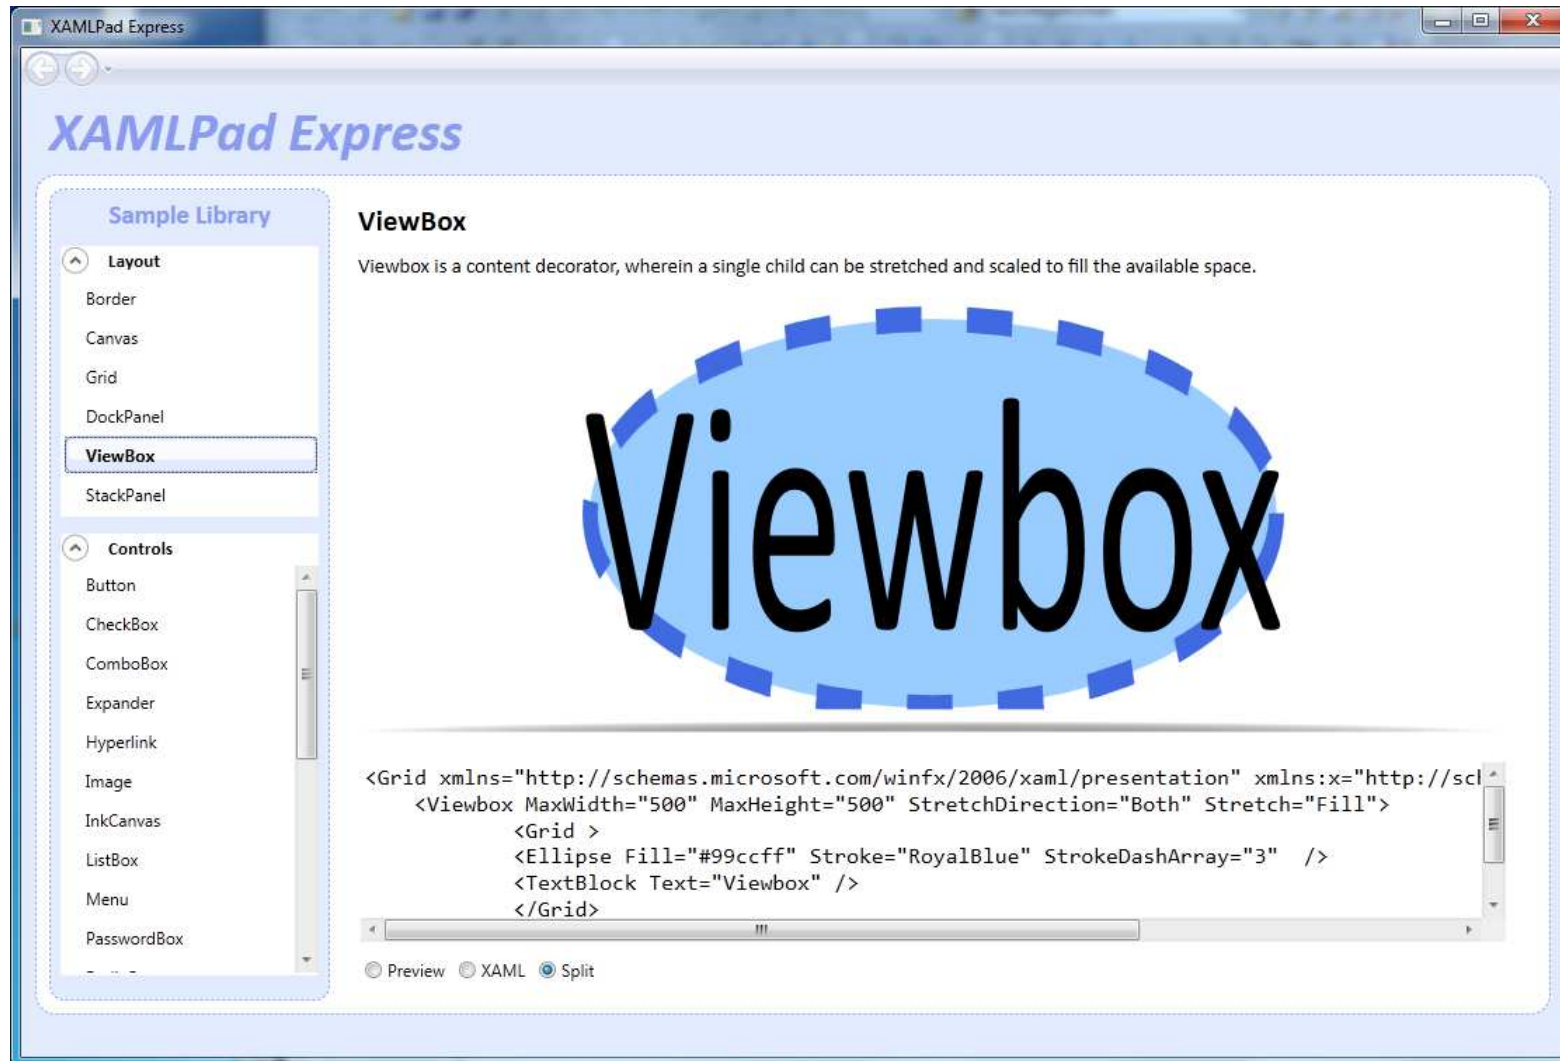 XAMLPad Express
XAMLPad Express
Sample Library
Layout
Border
Canvas
Grid
DockPanel
ViewBox
StackPanel
Controls
Button
CheckBox
ComboBox
Expander
Hyperlink
Image
InkCanvas
ListBox
Menu
PasswordBox
ViewBox
Viewbox is a content decorator, wherein a single child can be stretched and scaled to fill the available space.
Viewbox
<Grid xmlns="http://schemas.microsoft.com/winfx/2006/xaml/presentation" xmlns:x="http://scl
<Viewbox MaxWidth="500" MaxHeight="500" StretchDirection="Both" Stretch="Fill">
<Grid >
<Ellipse Fill="#99ccff" Stroke="RoyalBlue" StrokeDashArray="3"  />
<TextBlock Text="Viewbox" />
</Grid>
Preview XAML Split